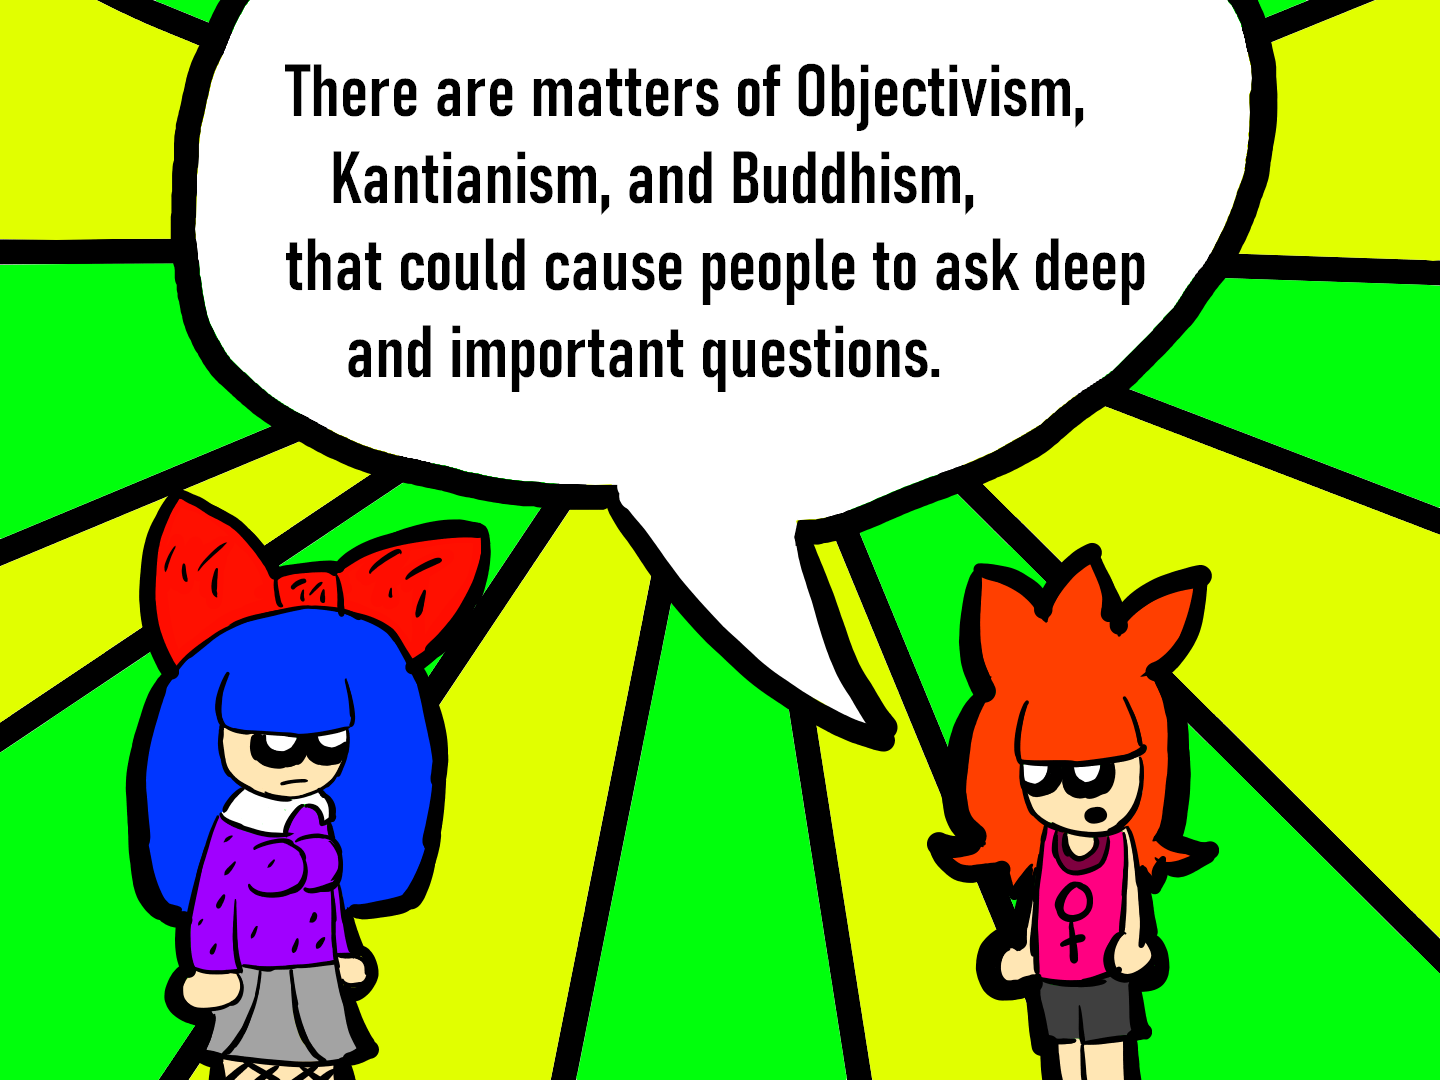 There are matters of Objectivism,
Kantianism, and Buddhism,
that could cause people to ask deep
and important questions.